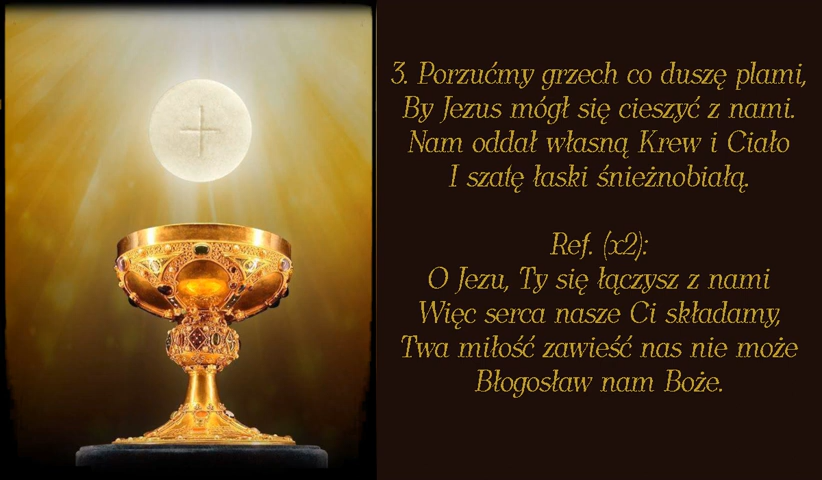 3. Porzućmy grzech co duszę plami,
By Jezus mógł się cieszyć z nami.
Nam oddał własną Krew i Ciało
I szatę łaski śnieżnobiałą.
Ref. (x2):
O Jezu, Ty się łączysz z nami
Więc serca nasze Ci składamy,
Twa miłość zawieść nas nie może
Błogosław nam Boże.